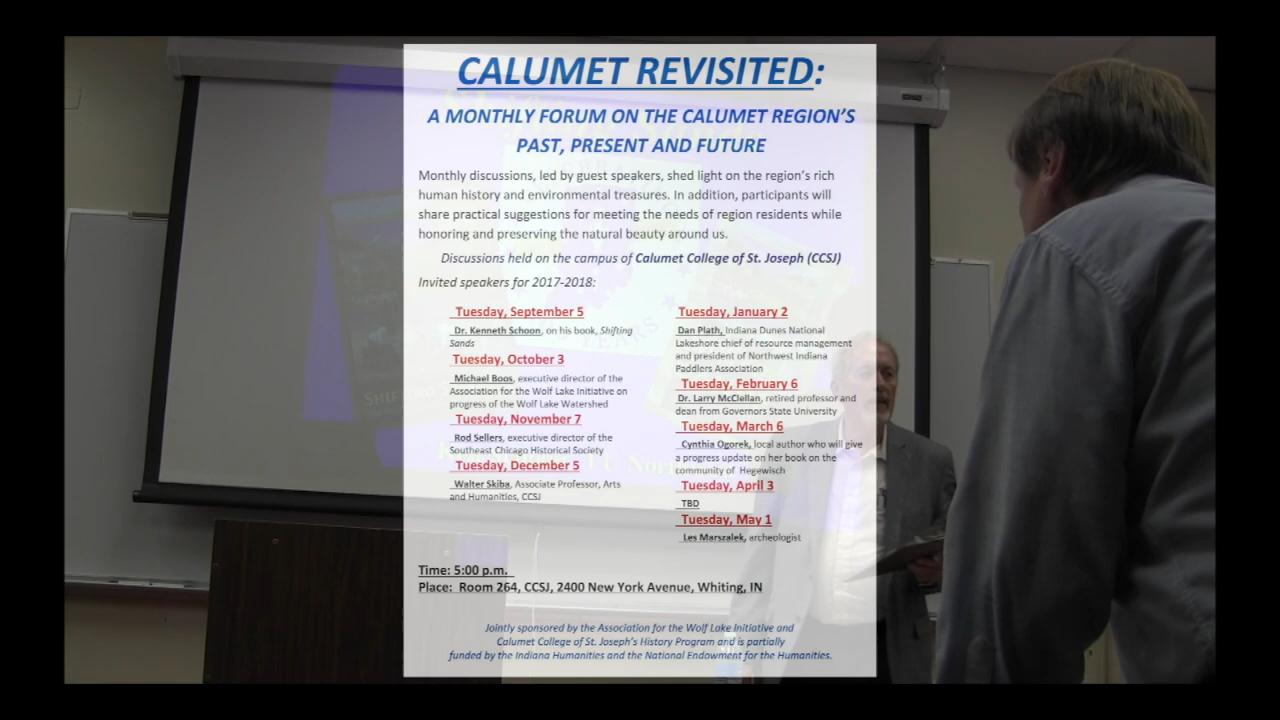 CALUMET REVISITED:
A MONTHLY FORUM ON THE CALUMET REGION'S
PAST, PRESENT AND FUTURE
Monthly discussions, led by guest speakers, shed light on the region's rich
human history and environmental treasures. In addition, participants will
share practical suggestions for meeting the needs of region residents while
honoring and preserving the natural beauty around us.
Discussions held on the campus of Calumet College of St. Joseph (CCSJ)
Invited speakers for 2017-2018:
Tuesday, September 5
Dr. Kenneth Schoon, on his book, Shifting
Sands
Tuesday, October 3
Michael Boos, executive director of the
Association for the Wolf Lake Initiative on
progress of the Wolf Lake Watershed
Tuesday, November 7
Rod Sellers, executive director of the
Southeast Chicago Historical Society
Tuesday, December 5
Walter Skiba, Associate Professor, Arts
and Humanities, CCSJ
Tuesday, January 2
Dan Plath, Indiana Dunes National
Lakeshore chief of resource management
and president of Northwest Indiana
Paddlers Association
Tuesday, February 6
Dr. Larry McClellan, retired professor and
dean from Governors State University
Tuesday, March 6
Cynthia Ogorek, local author who will give
a progress update on her book on the
community of Hegewisch
Tuesday, April 3
TBD
Tuesday, May 1
Les Marszalek, archeologist
Time: 5:00 p.m.
Place: Room 264, CCSJ, 2400 New York Avenue, Whiting, IN
Jointly sponsored by the Association for the Wolf Lake Initiative and
Calumet College of St. Joseph's History Program and is partially
funded by the Indiana Humanities and the National Endowment for the Humanities.